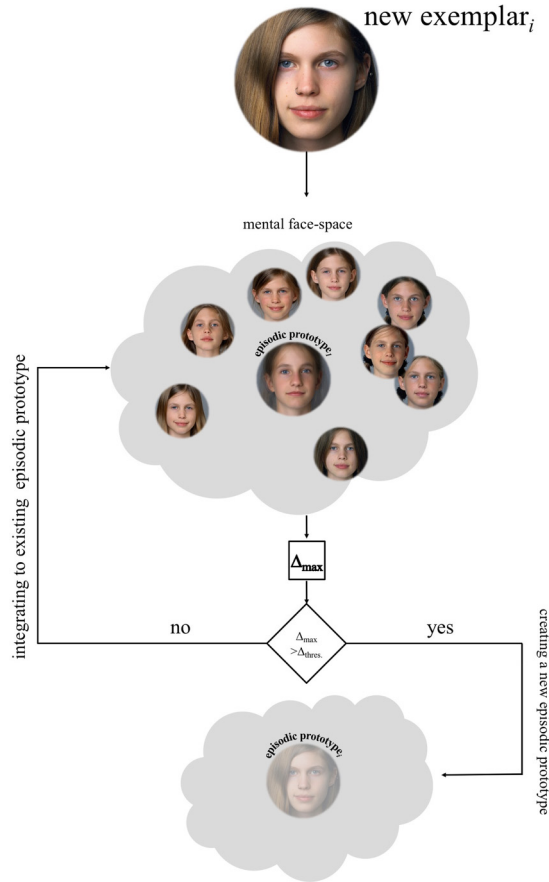 new exemplar_i
mental face-space
episodic prototype_1
Δ_max
no
yes
Δ_max
>Δ_thres.
integrating to existing episodic prototype
creating a new episodic prototype
episodic prototype_i